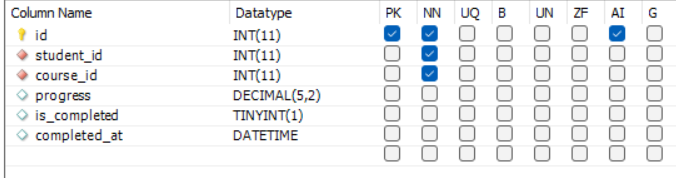 Column Name Datatype PK NN UQ B UN ZF AI G
id INT(11)
student_id INT(11)
course_id INT(11)
progress DECIMAL(5,2)
is_completed TINYINT(1)
completed_at DATETIME